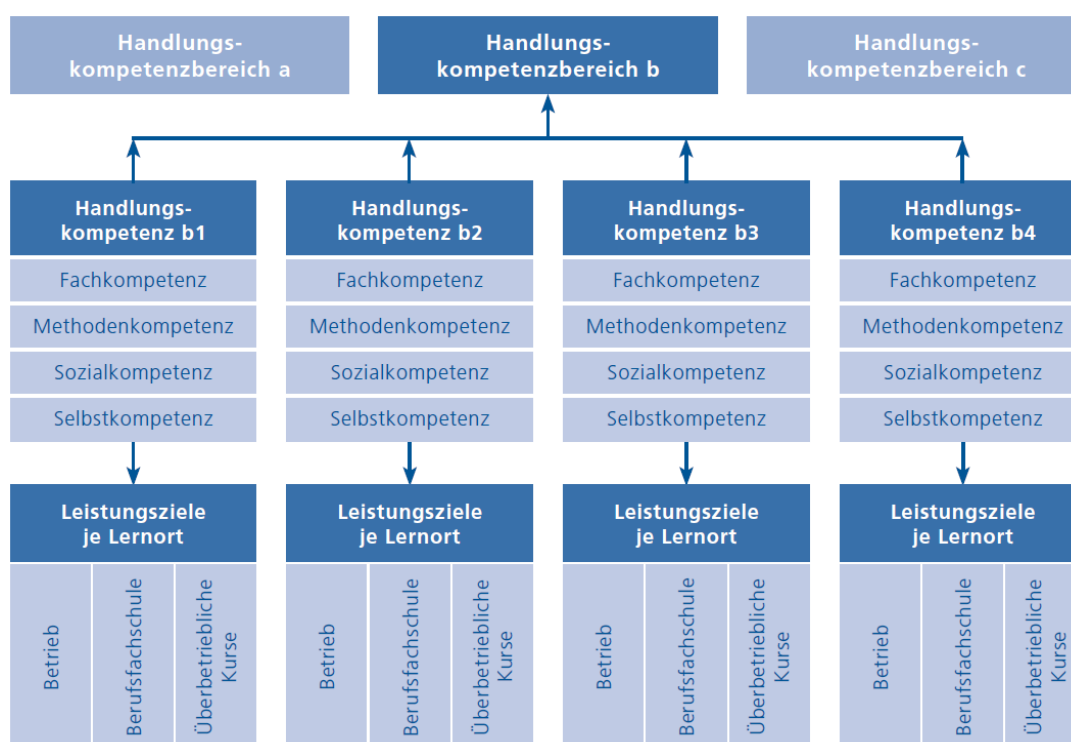 Handlungs-
kompetenzbereich a
Handlungs-
kompetenzbereich b
Handlungs-
kompetenzbereich c
Handlungs-
kompetenz b1
Fachkompetenz
Methodenkompetenz
Sozialkompetenz
Selbstkompetenz
Leistungsziele
je Lernort
Betrieb
Berufsfachschule
Überbetriebliche
Kurse
Handlungs-
kompetenz b2
Fachkompetenz
Methodenkompetenz
Sozialkompetenz
Selbstkompetenz
Leistungsziele
je Lernort
Betrieb
Berufsfachschule
Überbetriebliche
Kurse
Handlungs-
kompetenz b3
Fachkompetenz
Methodenkompetenz
Sozialkompetenz
Selbstkompetenz
Leistungsziele
je Lernort
Betrieb
Berufsfachschule
Überbetriebliche
Kurse
Handlungs-
kompetenz b4
Fachkompetenz
Methodenkompetenz
Sozialkompetenz
Selbstkompetenz
Leistungsziele
je Lernort
Betrieb
Berufsfachschule
Überbetriebliche
Kurse